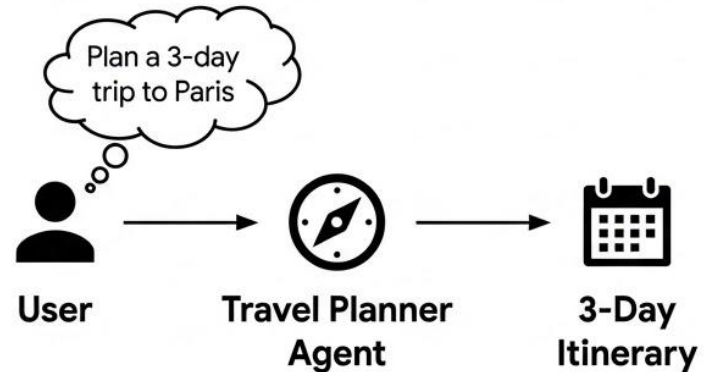 Plan a 3-day
trip to Paris
User
Travel Planner
Agent
3-Day
Itinerary